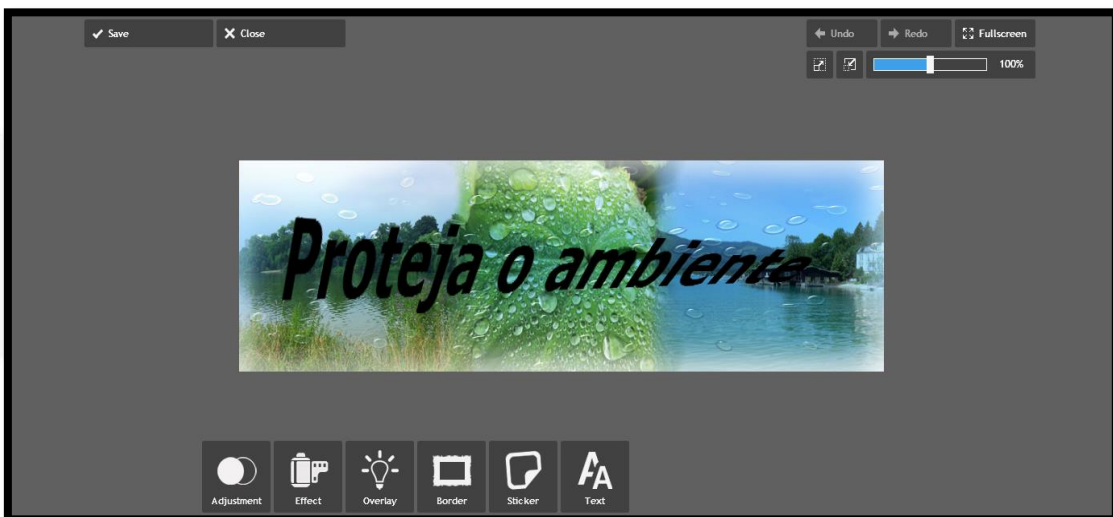 Save
Close
Undo
Redo
Fullscreen
100%
Proteja o ambiente
Adjustment
Effect
Overlay
Border
Sticker
Text